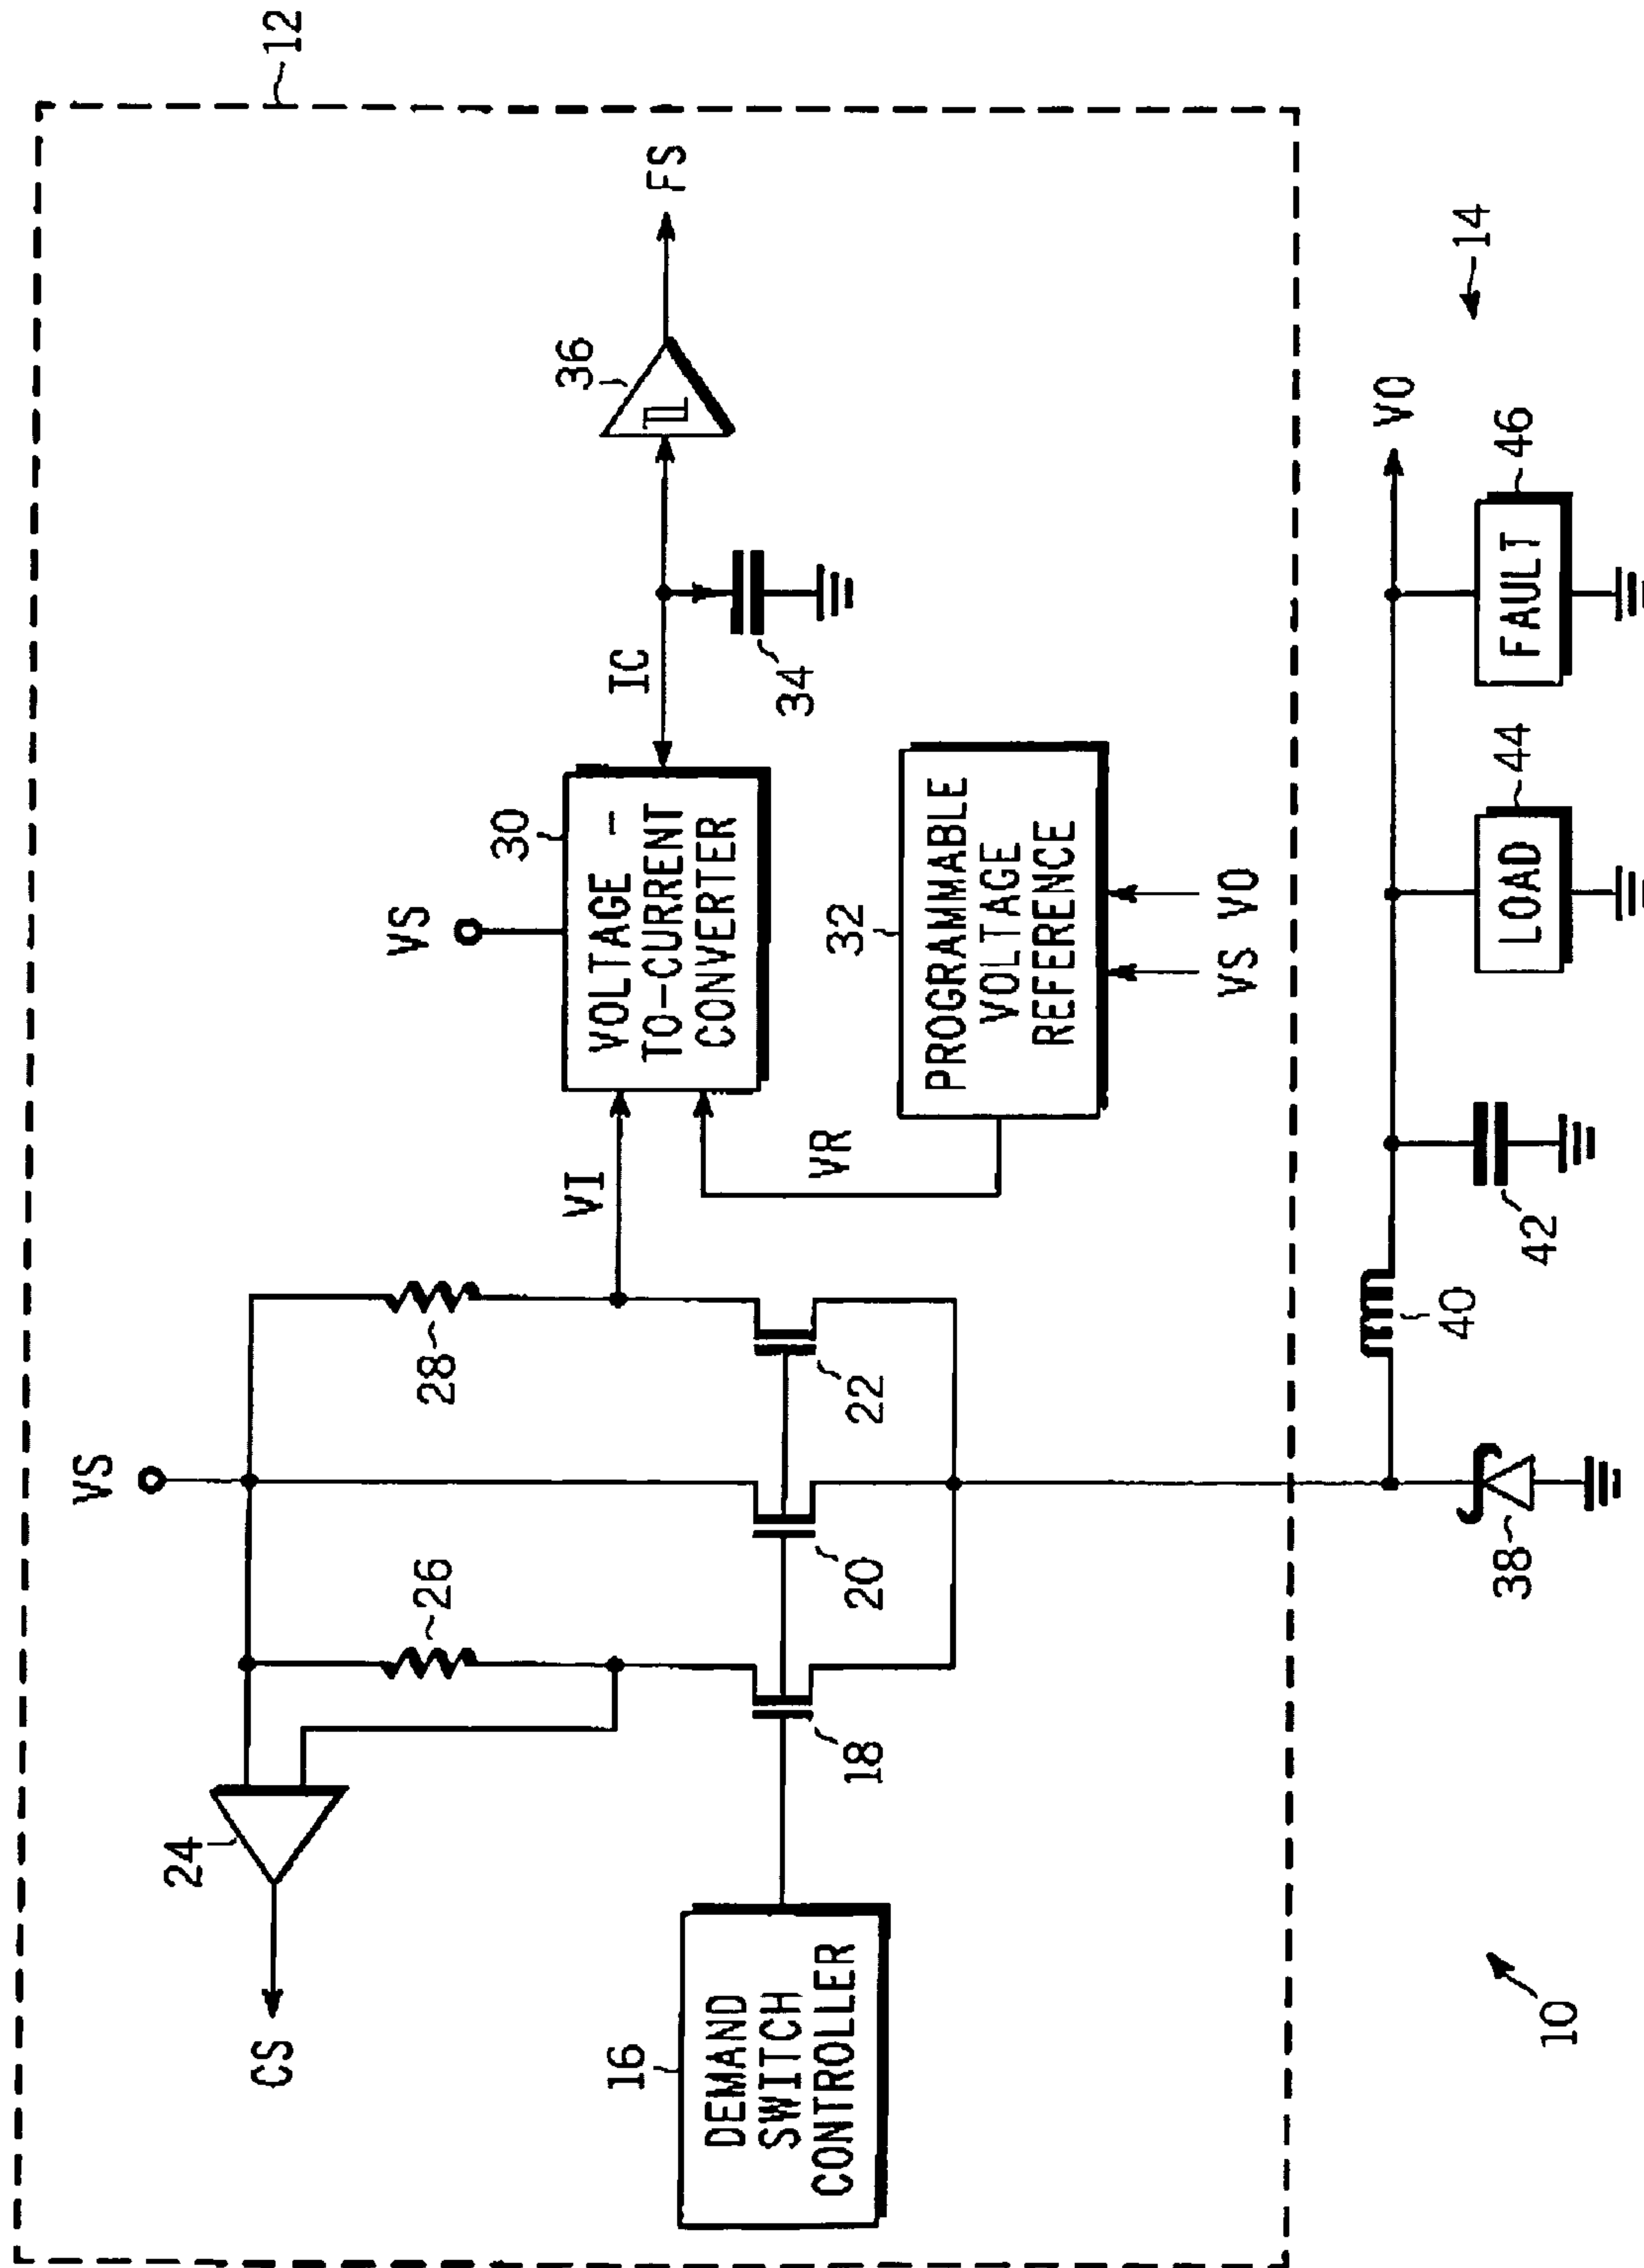 12
VS
CS
24
26
28
VS
30
VOLTAGE -
TO-CURRENT
CONVERTER
VI
IC
36
FS
34
VR
32
PROGRAMMABLE
VOLTAGE
REFERENCE
VS VO
16
DEMAND
SWITCH
CONTROLLER
18
20
22
10
38
40
42
LOAD
44
FAULT
46
VO
14